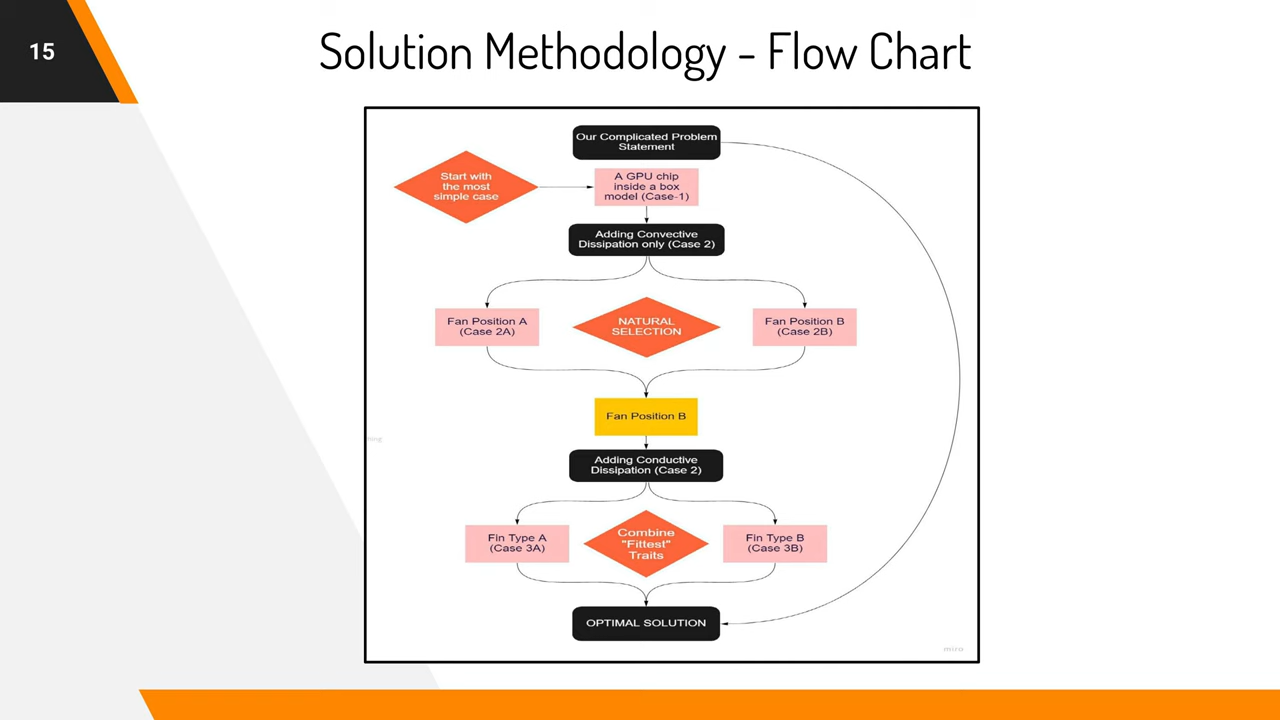 15
Solution Methodology - Flow Chart
Our Complicated Problem
Statement
Start with
the most
simple case
A GPU chip
inside a box
model (Case-1)
Adding Convective
Dissipation only (Case 2)
Fan Position A
(Case 2A)
NATURAL
SELECTION
Fan Position B
(Case 2B)
Fan Position B
Adding Conductive
Dissipation (Case 2)
Fin Type A
(Case 3A)
Combine
"Fittest"
Traits
Fin Type B
(Case 3B)
OPTIMAL SOLUTION
miro